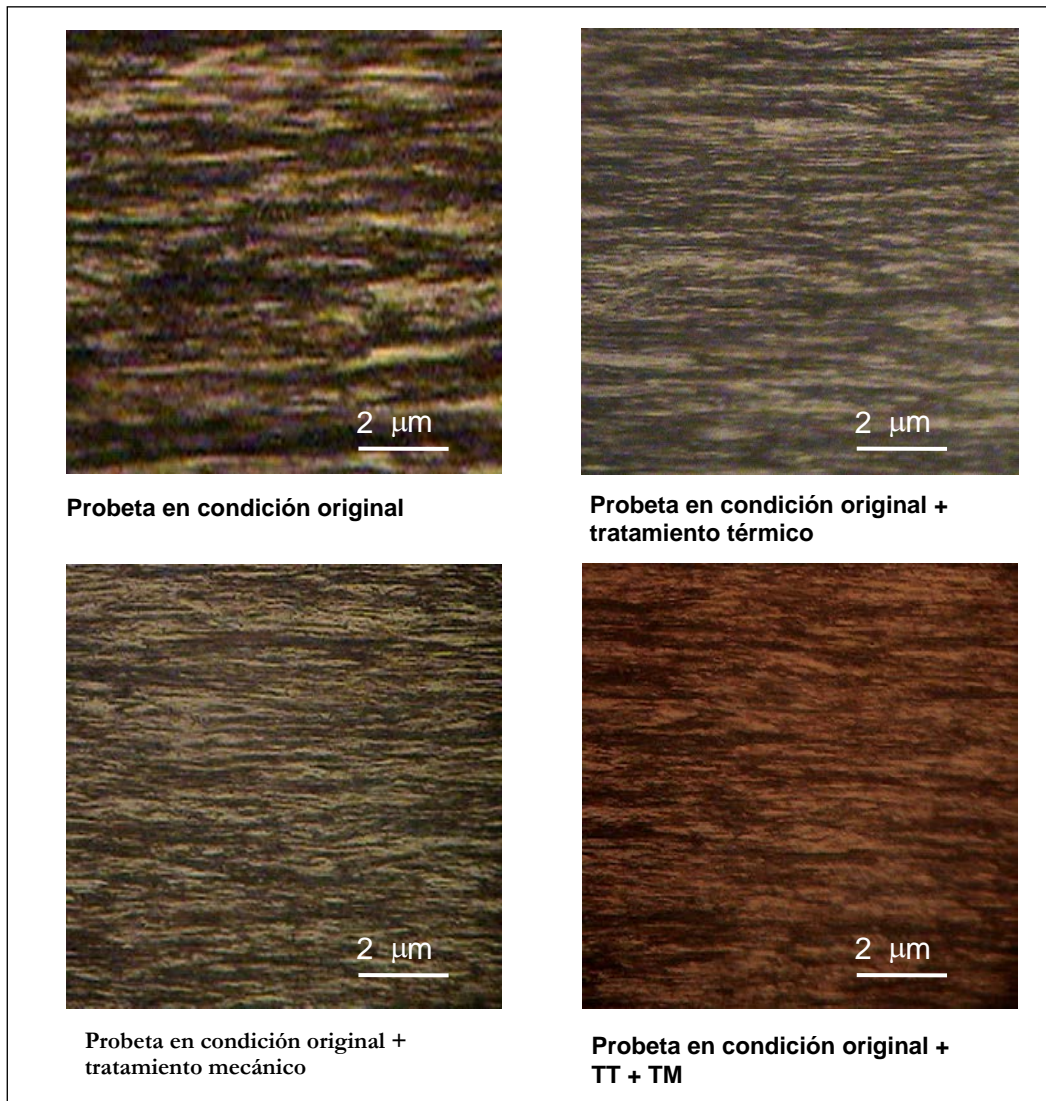 2 μm
2 μm
Probeta en condición original
Probeta en condición original +
tratamiento térmico
2 μm
2 μm
Probeta en condición original +
tratamiento mecánico
Probeta en condición original +
TT + TM